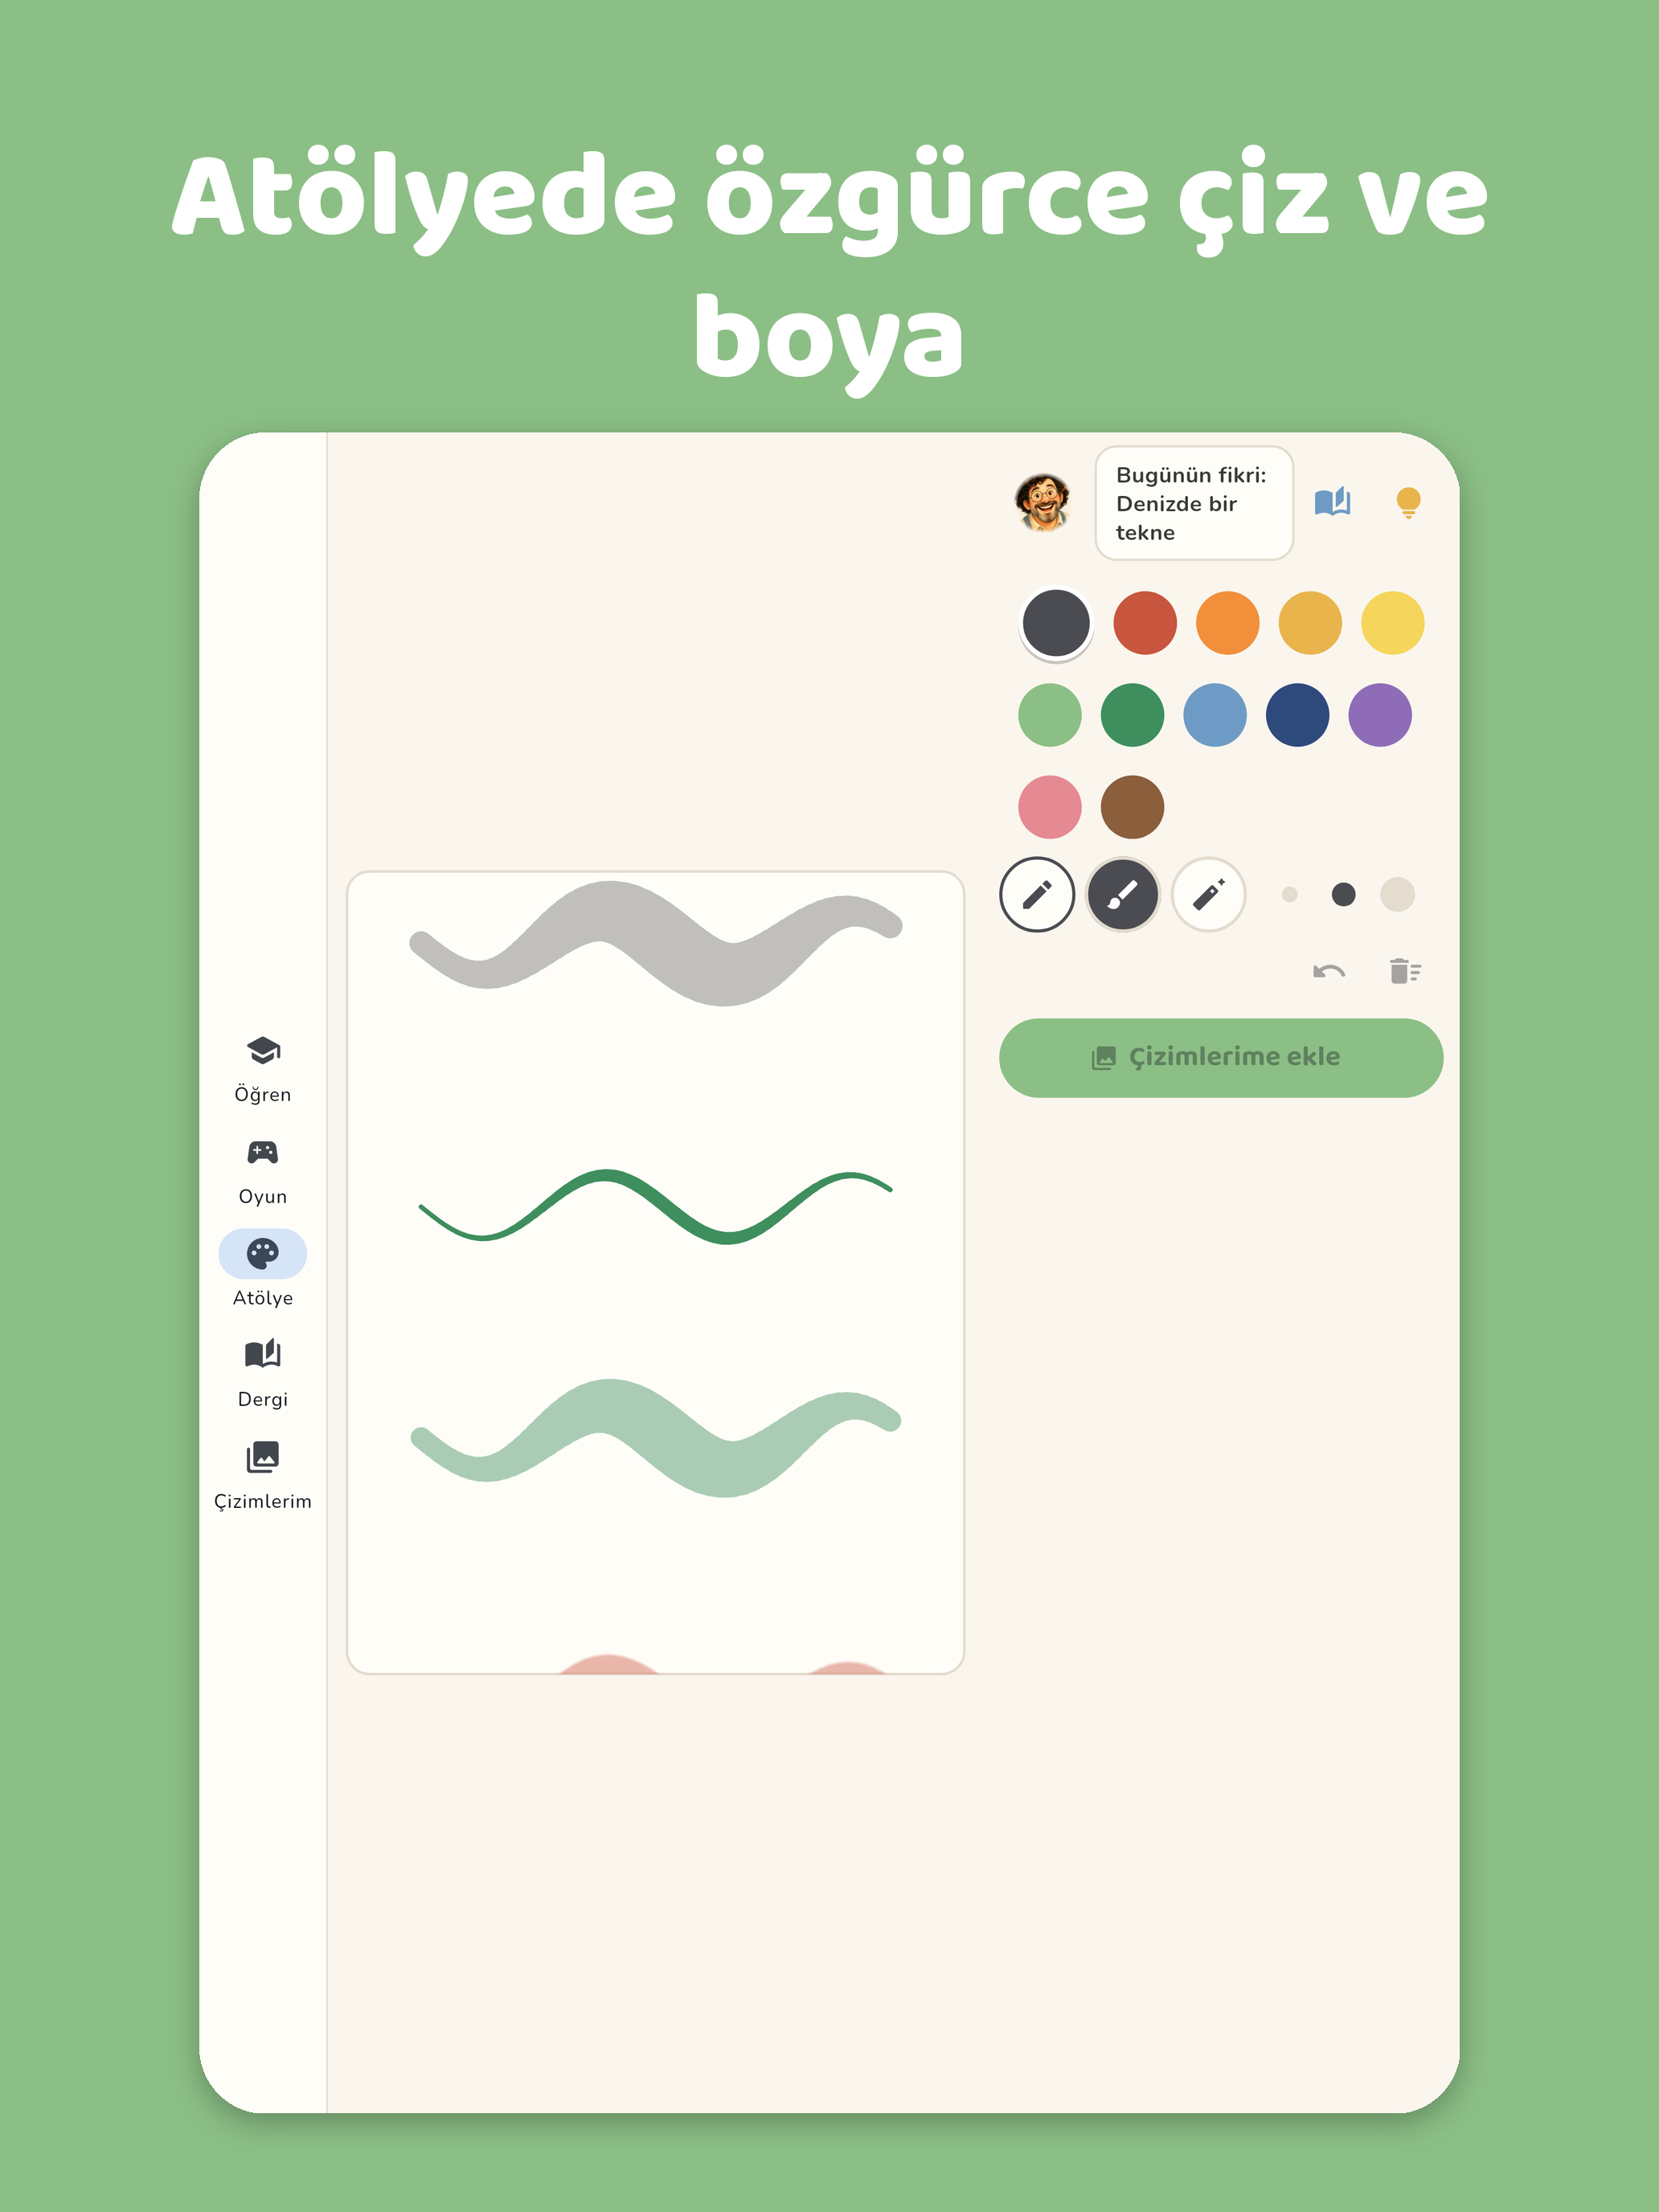 Atölyede özgürce çiz ve
boya
Bugünün fikri:
Denizde bir
tekne
Çizimlerime ekle
Öğren
Oyun
Atölye
Dergi
Çizimlerim